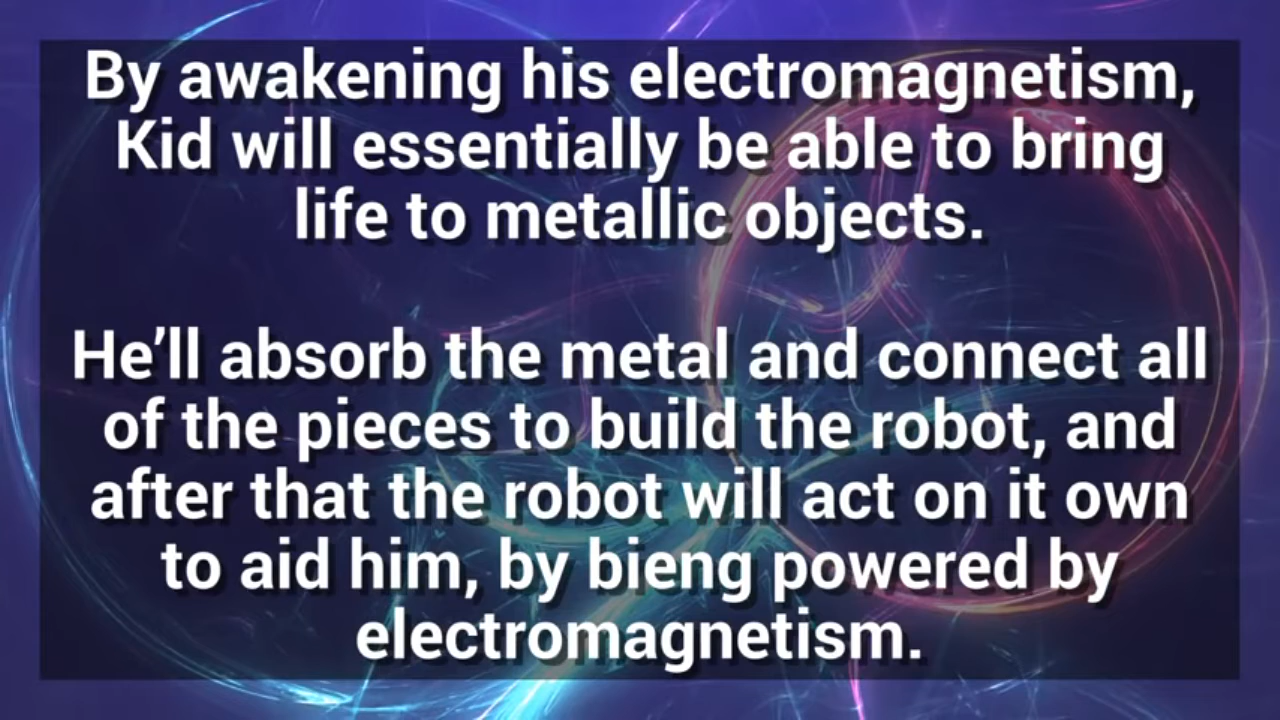 By awakening his electromagnetism,
Kid will essentially be able to bring
life to metallic objects.
He’ll absorb the metal and connect all
of the pieces to build the robot, and
after that the robot will act on it own
to aid him, by bieng powered by
electromagnetism.